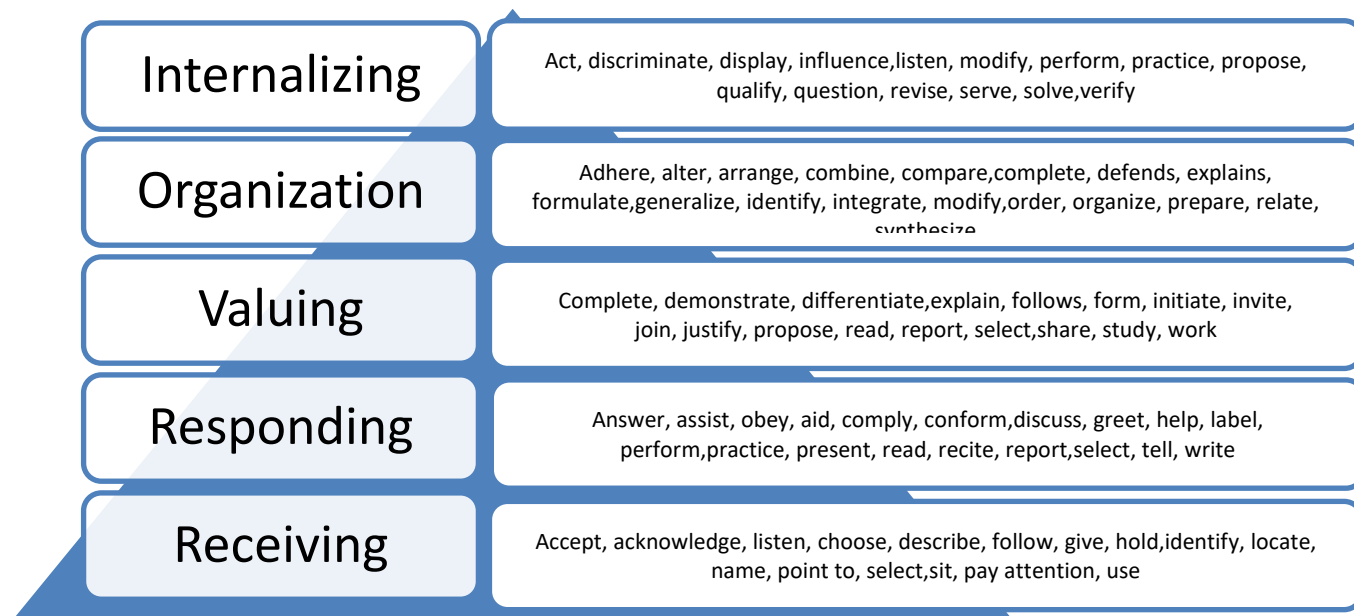 Internalizing
Act, discriminate, display, influence,listen, modify, perform, practice, propose,
qualify, question, revise, serve, solve,verify
Organization
Adhere, alter, arrange, combine, compare,complete, defends, explains,
formulate,generalize, identify, integrate, modify,order, organize, prepare, relate,
synthesize
Valuing
Complete, demonstrate, differentiate,explain, follows, form, initiate, invite,
join, justify, propose, read, report, select,share, study, work
Responding
Answer, assist, obey, aid, comply, conform,discuss, greet, help, label,
perform,practice, present, read, recite, report,select, tell, write
Receiving
Accept, acknowledge, listen, choose, describe, follow, give, hold,identify, locate,
name, point to, select,sit, pay attention, use